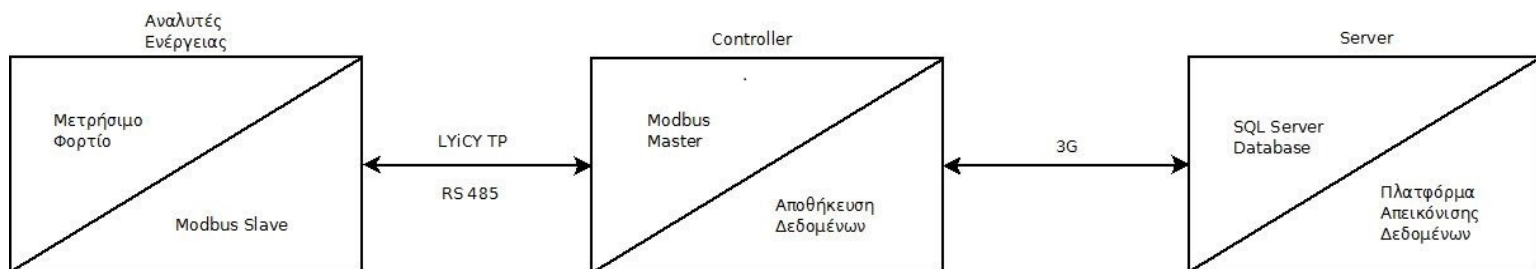 Αναλυτές
Ενέργειας
Μετρήσιμο
Φορτίο
Modbus Slave
LYiCY TP
RS 485
Controller
Modbus
Master
Αποθήκευση
Δεδομένων
3G
Server
SQL Server
Database
Πλατφόρμα
Απεικόνισης
Δεδομένων